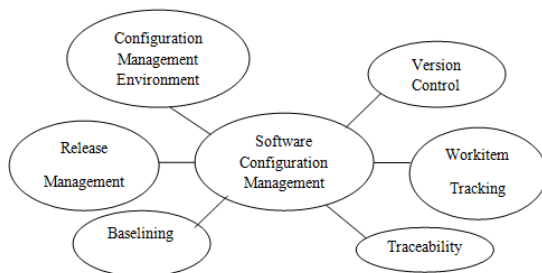 Configuration
Management
Environment
Version
Control
Software
Configuration
Management
Release
Management
Workitem
Tracking
Baselining
Traceability